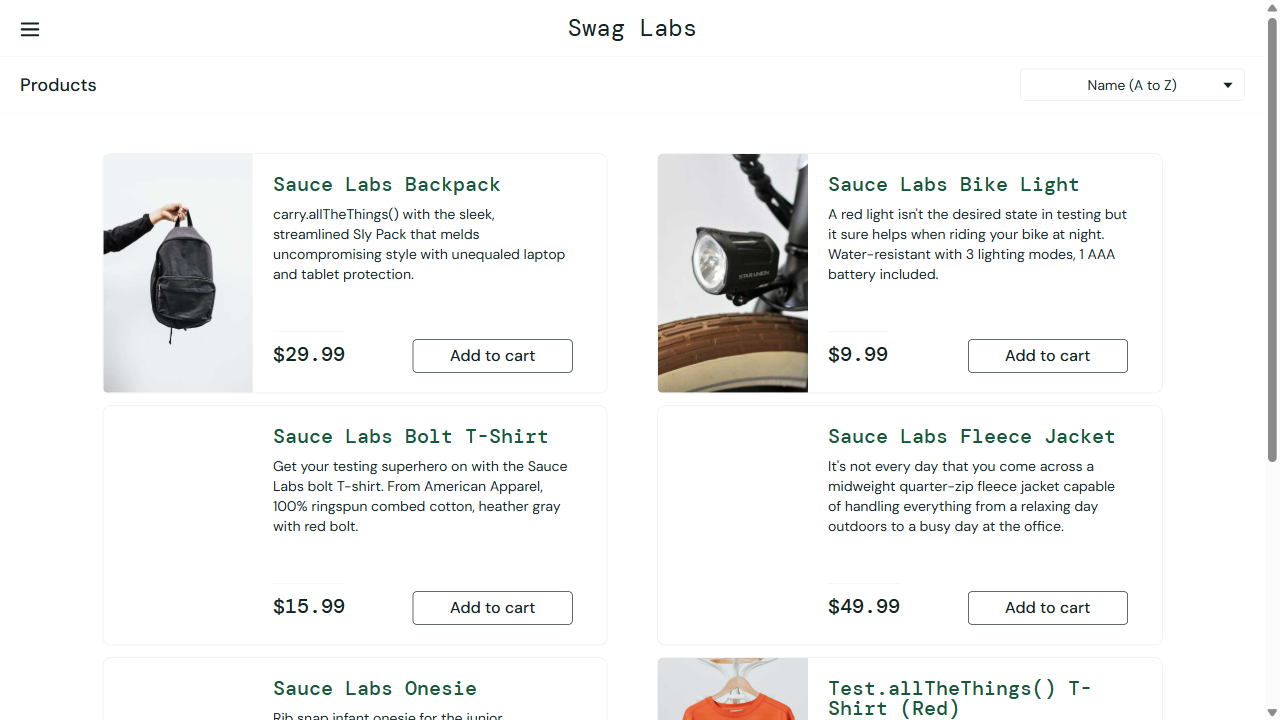 Swag Labs
Products
Name (A to Z)
Sauce Labs Backpack
carry.allTheThings() with the sleek,
streamlined Sly Pack that melds
uncompromising style with unequaled laptop
and tablet protection.
$29.99
Add to cart
Sauce Labs Bike Light
A red light isn't the desired state in testing but
it sure helps when riding your bike at night.
Water-resistant with 3 lighting modes, 1 AAA
battery included.
$9.99
Add to cart
STAR UNION
Sauce Labs Bolt T-Shirt
Get your testing superhero on with the Sauce
Labs bolt T-shirt. From American Apparel,
100% ringspun combed cotton, heather gray
with red bolt.
$15.99
Add to cart
Sauce Labs Fleece Jacket
It's not every day that you come across a
midweight quarter-zip fleece jacket capable
of handling everything from a relaxing day
outdoors to a busy day at the office.
$49.99
Add to cart
Sauce Labs Onesie
Rib snap infant onesie for the junior
Test.allTheThings() T-
Shirt (Red)